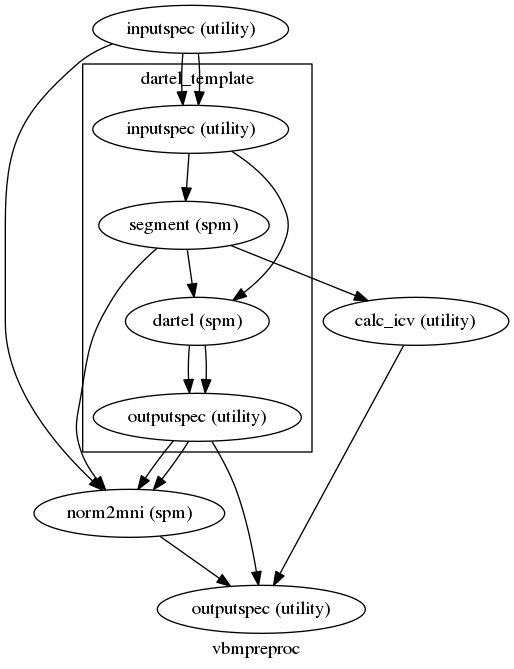 inputspec (utility)
dartel_template
inputspec (utility)
segment (spm)
dartel (spm)
calc_icv (utility)
outputspec (utility)
norm2mni (spm)
outputspec (utility)
vbmpreproc